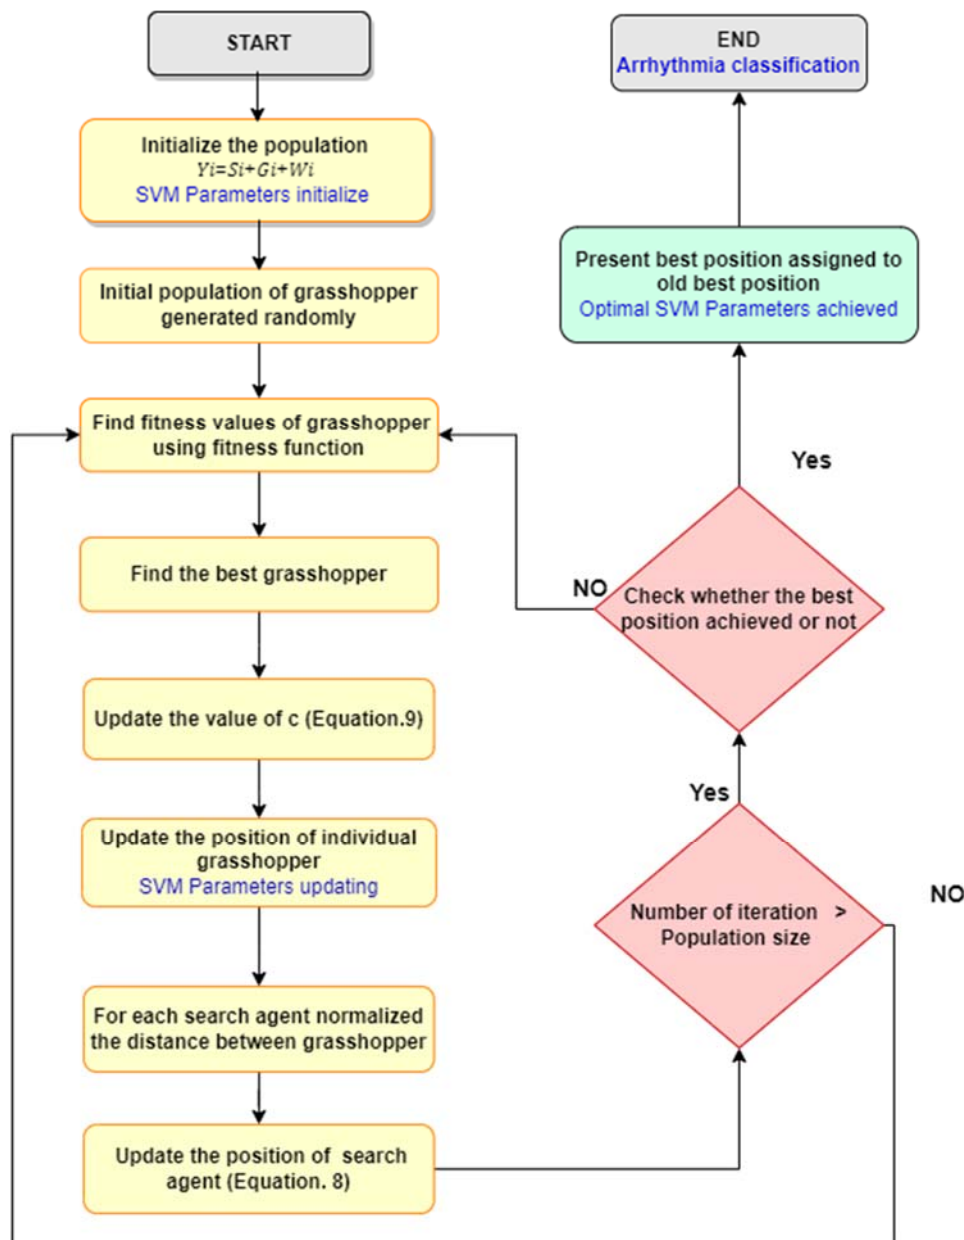 START
Initialize the population
Yi=Si+Gi+Wi
SVM Parameters initialize
Initial population of grasshopper
generated randomly
Find fitness values of grasshopper
using fitness function
Find the best grasshopper
Update the value of c (Equation.9)
Update the position of individual
grasshopper
SVM Parameters updating
For each search agent normalized
the distance between grasshopper
Update the position of search
agent (Equation. 8)
Number of iteration >
Population size
NO
Yes
Check whether the best
position achieved or not
NO
Yes
Present best position assigned to
old best position
Optimal SVM Parameters achieved
END
Arrhythmia classification